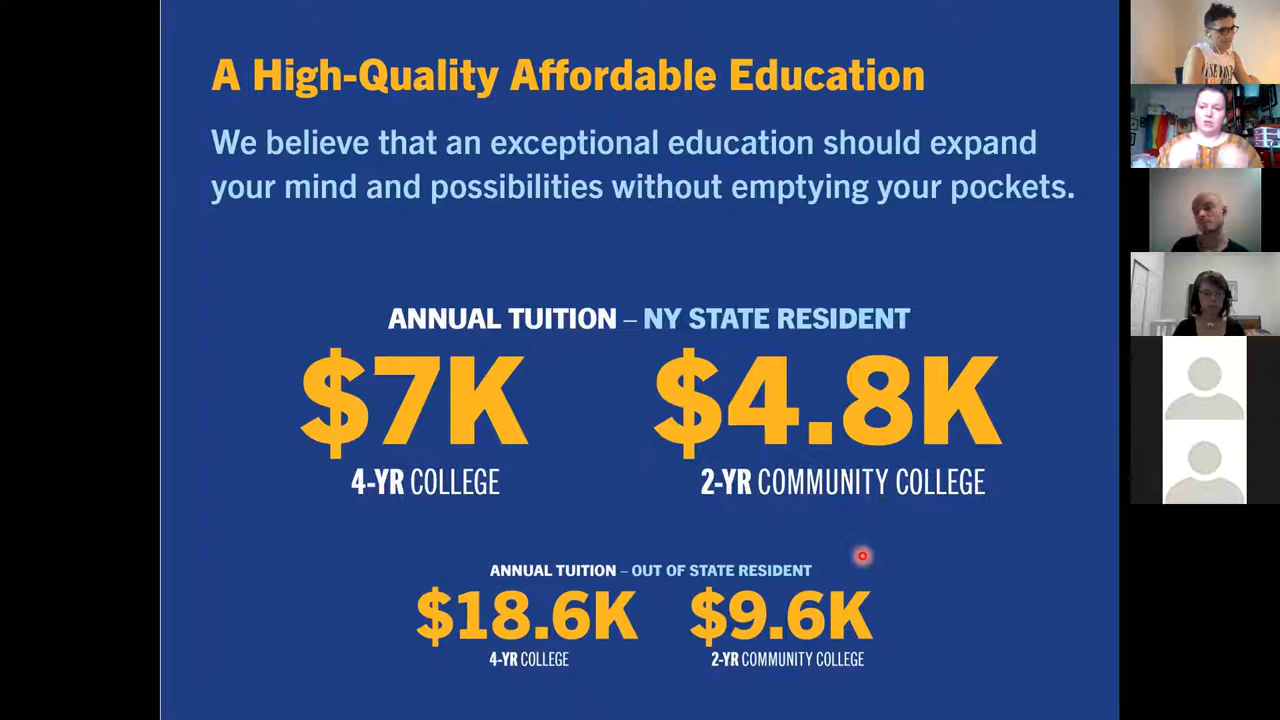 A High-Quality Affordable Education
We believe that an exceptional education should expand
your mind and possibilities without emptying your pockets.
ANNUAL TUITION – NY STATE RESIDENT
$7K $4.8K
4-YR COLLEGE 2-YR COMMUNITY COLLEGE
ANNUAL TUITION – OUT OF STATE RESIDENT
$18.6K $9.6K
4-YR COLLEGE 2-YR COMMUNITY COLLEGE